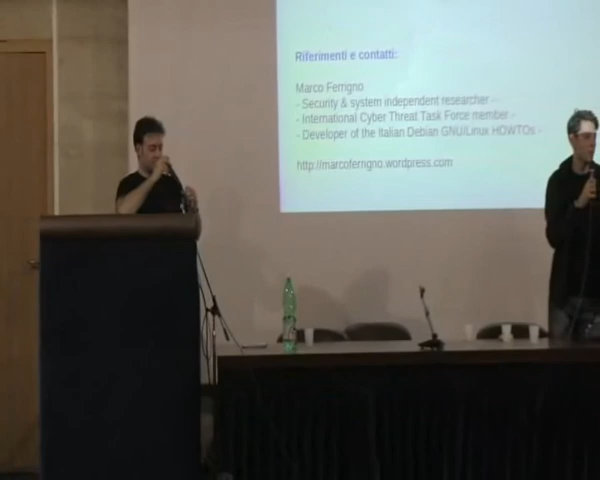 Riferimenti e contatti:
Marco Ferrigno
- Security & system independent researcher -
- International Cyber Threat Task Force member -
- Developer of the Italian Debian GNU/Linux HOWTOs -
http://marcoferrigno.wordpress.com